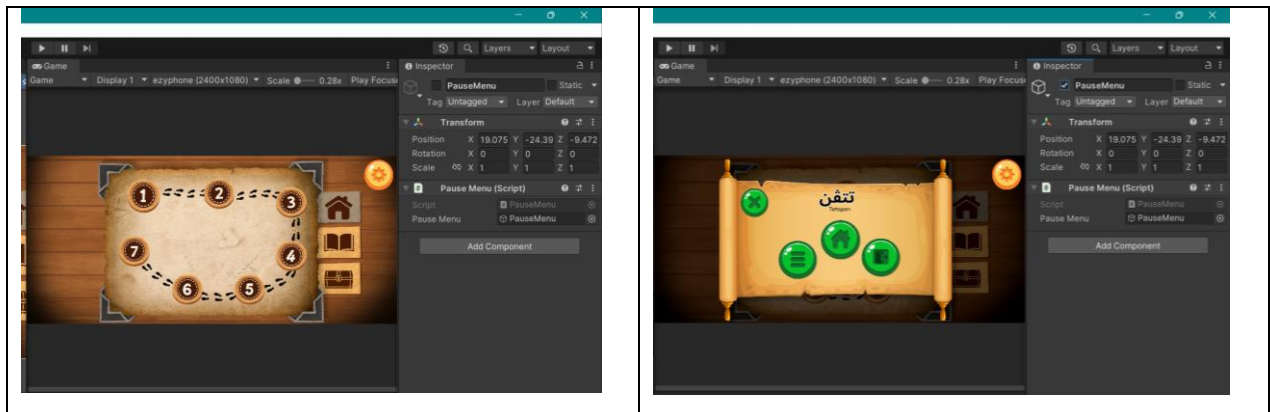 Layers Layout
Game
Game Display 1 ezyphone (2400x1080) Scale 0.28x Play Focuse
1 2 3
4
5
6
7
Inspector
PauseMenu Static
Tag Untagged Layer Default
Transform
Position X 19.075 Y -24.39 Z -9.472
Rotation X 0 Y 0 Z 0
Scale X 1 Y 1 Z 1
# Pause Menu (Script)
Script PauseMenu
Pause Menu PauseMenu
Add Component
Layers Layout
Game
Game Display 1 ezyphone (2400x1080) Scale 0.28x Play Focuse
تتڤن
Tetapan
Inspector
PauseMenu Static
Tag Untagged Layer Default
Transform
Position X 19.075 Y -24.39 Z -9.472
Rotation X 0 Y 0 Z 0
Scale X 1 Y 1 Z 1
# Pause Menu (Script)
Script PauseMenu
Pause Menu PauseMenu
Add Component